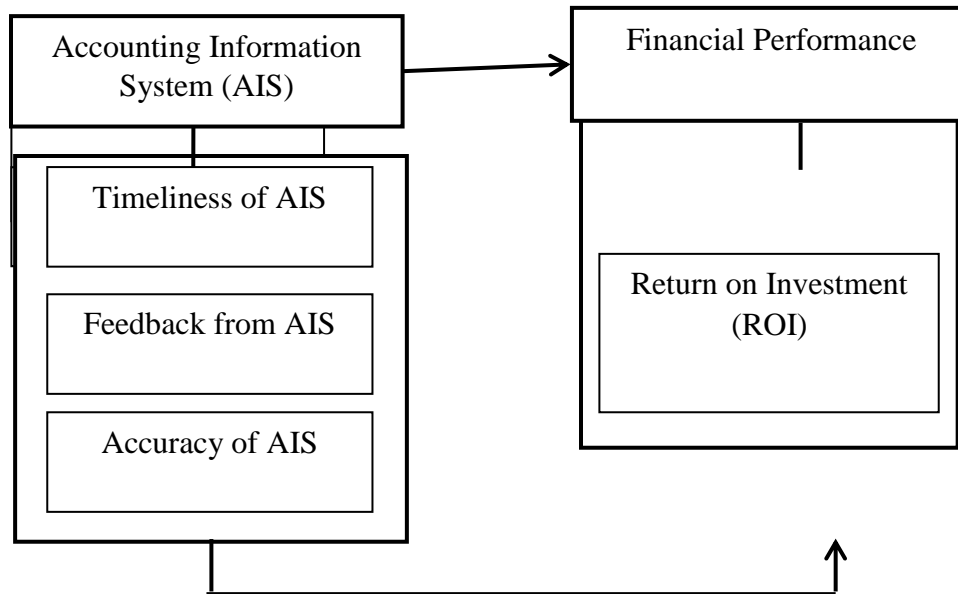 Accounting Information
System (AIS)
Financial Performance
Timeliness of AIS
Feedback from AIS
Accuracy of AIS
Return on Investment
(ROI)